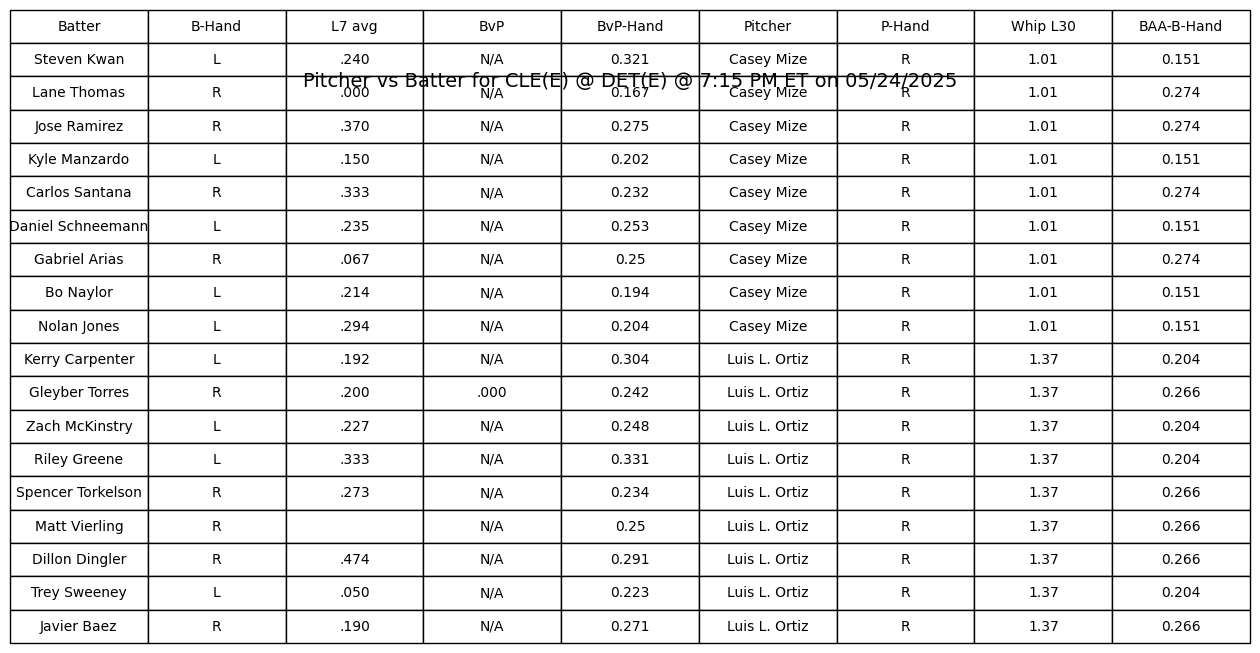 Batter B-Hand L7 avg BvP BvP-Hand Pitcher P-Hand Whip L30 BAA-B-Hand
Steven Kwan L .240 N/A 0.321 Casey Mize R 1.01 0.151
Pitcher vs Batter for CLE(E) @ DET(E) @ 7:15 PM ET on 05/24/2025
Lane Thomas R .000 N/A 0.167 Casey Mize R 1.01 0.274
Jose Ramirez R .370 N/A 0.275 Casey Mize R 1.01 0.274
Kyle Manzardo L .150 N/A 0.202 Casey Mize R 1.01 0.151
Carlos Santana R .333 N/A 0.232 Casey Mize R 1.01 0.274
Daniel Schneemann L .235 N/A 0.253 Casey Mize R 1.01 0.151
Gabriel Arias R .067 N/A 0.25 Casey Mize R 1.01 0.274
Bo Naylor L .214 N/A 0.194 Casey Mize R 1.01 0.151
Nolan Jones L .294 N/A 0.204 Casey Mize R 1.01 0.151
Kerry Carpenter L .192 N/A 0.304 Luis L. Ortiz R 1.37 0.204
Gleyber Torres R .200 .000 0.242 Luis L. Ortiz R 1.37 0.266
Zach McKinstry L .227 N/A 0.248 Luis L. Ortiz R 1.37 0.204
Riley Greene L .333 N/A 0.331 Luis L. Ortiz R 1.37 0.204
Spencer Torkelson R .273 N/A 0.234 Luis L. Ortiz R 1.37 0.266
Matt Vierling R N/A 0.25 Luis L. Ortiz R 1.37 0.266
Dillon Dingler R .474 N/A 0.291 Luis L. Ortiz R 1.37 0.266
Trey Sweeney L .050 N/A 0.223 Luis L. Ortiz R 1.37 0.204
Javier Baez R .190 N/A 0.271 Luis L. Ortiz R 1.37 0.266